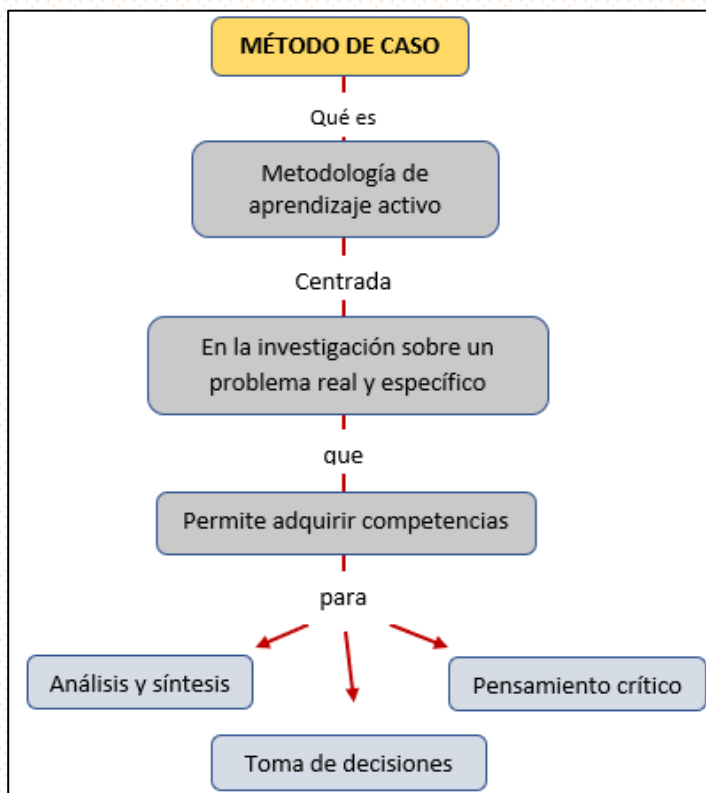 MÉTODO DE CASO
Qué es
Metodología de
aprendizaje activo
Centrada
En la investigación sobre un
problema real y específico
que
Permite adquirir competencias
para
Análisis y síntesis
Pensamiento crítico
Toma de decisiones